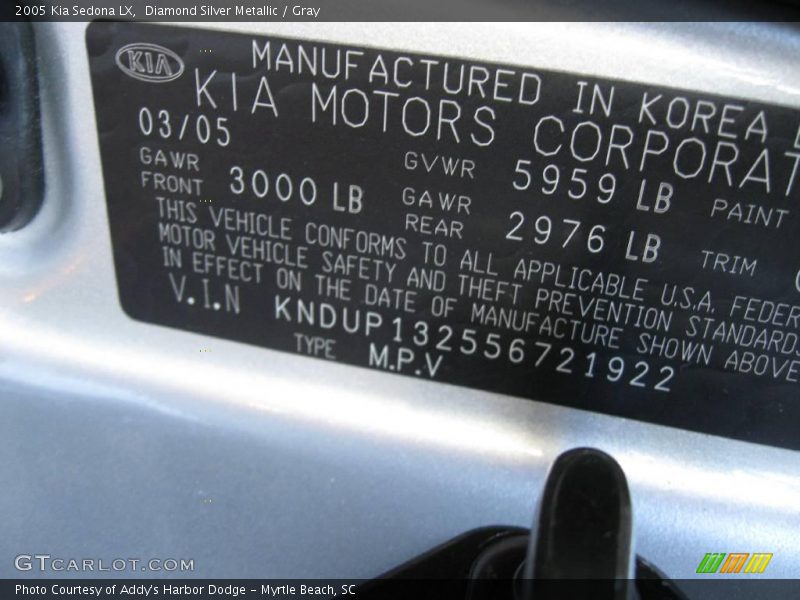 2005 Kia Sedona LX,  Diamond Silver Metallic / Gray
KIA MANUFACTURED IN KOREA
KIA MOTORS CORPORAT
03/05
GAWR FRONT 3000 LB GVWR 5959 LB PAINT
GAWR REAR 2976 LB TRIM
THIS VEHICLE CONFORMS TO ALL APPLICABLE U.S.A. FEDER
MOTOR VEHICLE SAFETY AND THEFT PREVENTION STANDARDS
IN EFFECT ON THE DATE OF MANUFACTURE SHOWN ABOVE
V.I.N KNDUP132556721922
TYPE M.P.V
GTCARLOT.COM
Photo Courtesy of Addy's Harbor Dodge – Myrtle Beach, SC